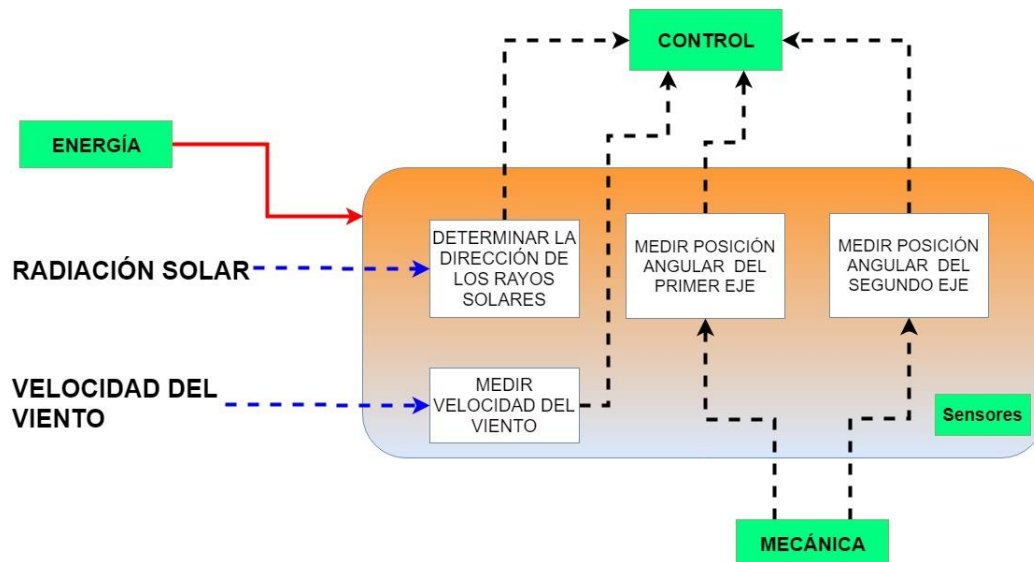 CONTROL
ENERGÍA
RADIACIÓN SOLAR
DETERMINAR LA
DIRECCIÓN DE
LOS RAYOS
SOLARES
MEDIR POSICIÓN
ANGULAR DEL
PRIMER EJE
MEDIR POSICIÓN
ANGULAR DEL
SEGUNDO EJE
VELOCIDAD DEL
VIENTO
MEDIR
VELOCIDAD DEL
VIENTO
Sensores
MECÁNICA